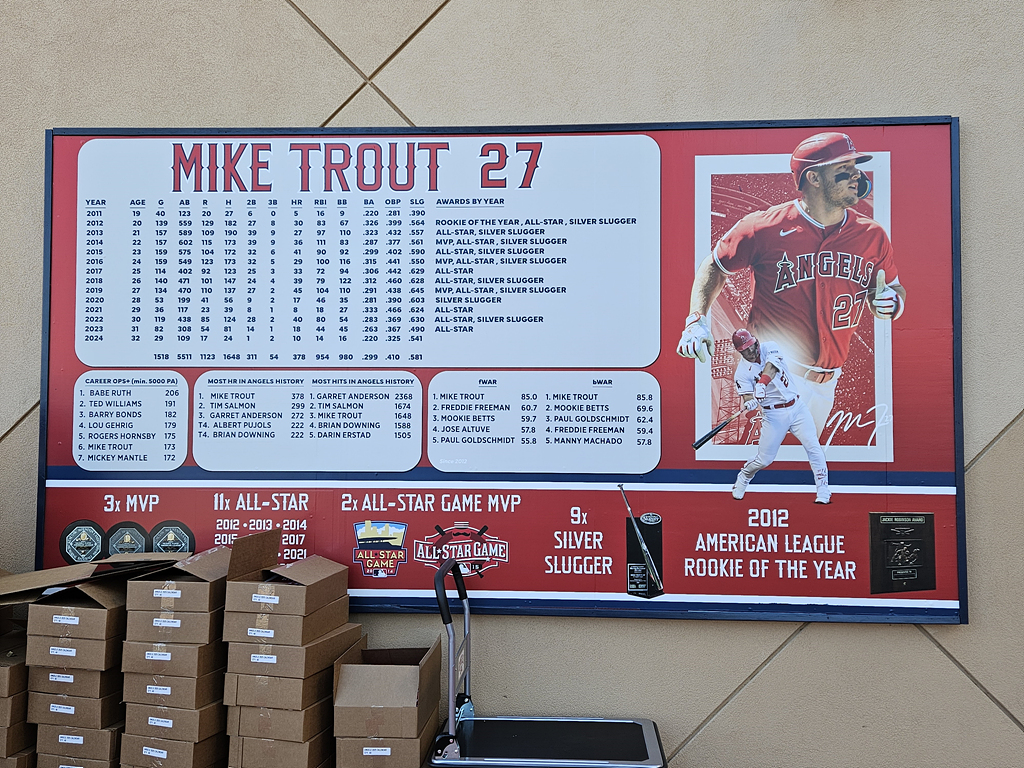 MIKE TROUT 27
YEAR AGE G AB R H 2B 3B HR RBI BB BA OBP SLG AWARDS BY YEAR
2011 19 40 123 20 27 6 0 5 16 9 .220 .281 .390
2012 20 139 559 129 182 27 8 30 83 67 .326 .399 .564 ROOKIE OF THE YEAR, ALL-STAR, SILVER SLUGGER
2013 21 157 589 109 190 39 9 27 97 110 .323 .432 .557 ALL-STAR, SILVER SLUGGER
2014 22 157 602 115 173 39 9 36 111 83 .287 .377 .561 MVP, ALL-STAR, SILVER SLUGGER
2015 23 159 575 104 172 32 6 41 90 92 .299 .402 .590 ALL-STAR, SILVER SLUGGER
2016 24 159 549 123 173 32 5 29 100 116 .315 .441 .550 MVP, ALL-STAR, SILVER SLUGGER
2017 25 114 402 92 123 25 3 33 72 94 .306 .442 .629 ALL-STAR
2018 26 140 471 101 147 24 4 39 79 122 .312 .460 .628 ALL-STAR, SILVER SLUGGER
2019 27 134 470 110 137 27 2 45 104 110 .291 .438 .645 MVP, ALL-STAR, SILVER SLUGGER
2020 28 53 199 41 56 9 2 17 46 35 .281 .390 .603 SILVER SLUGGER
2021 29 36 117 23 39 8 1 8 18 27 .333 .466 .624 ALL-STAR
2022 30 119 438 85 124 28 2 40 80 54 .283 .369 .630 ALL-STAR, SILVER SLUGGER
2023 31 82 308 54 81 14 1 18 44 45 .263 .367 .490 ALL-STAR
2024 32 29 109 17 24 1 2 10 14 16 .220 .325 .541
1518 5511 1123 1648 311 54 378 954 980 .299 .410 .581
CAREER OPS+ (min. 5000 PA)
1. BABE RUTH 206
2. TED WILLIAMS 191
3. BARRY BONDS 182
4. LOU GEHRIG 179
5. ROGERS HORNSBY 175
6. MIKE TROUT 173
7. MICKEY MANTLE 172
MOST HR IN ANGELS HISTORY
1. MIKE TROUT 378
2. TIM SALMON 299
3. GARRET ANDERSON 272
T4. ALBERT PUJOLS 222
T4. BRIAN DOWNING 222
MOST HITS IN ANGELS HISTORY
1. GARRET ANDERSON 2368
2. TIM SALMON 1674
3. MIKE TROUT 1648
4. BRIAN DOWNING 1588
5. DARIN ERSTAD 1505
fWAR
1. MIKE TROUT 85.0
2. FREDDIE FREEMAN 60.7
3. MOOKIE BETTS 59.7
4. JOSE ALTUVE 57.8
5. PAUL GOLDSCHMIDT 55.8
Since 2012
bWAR
1. MIKE TROUT 85.8
2. MOOKIE BETTS 69.6
3. PAUL GOLDSCHMIDT 62.4
4. FREDDIE FREEMAN 59.4
5. MANNY MACHADO 57.8
ANGELS
27
3x MVP
11x ALL-STAR
2012 • 2013 • 2014
2015 2017
2021
2x ALL-STAR GAME MVP
ALL-STAR
GAME
ALL-STAR GAME
15
9x
SILVER
SLUGGER
2012
AMERICAN LEAGUE
ROOKIE OF THE YEAR
JACKIE ROBINSON AWARD